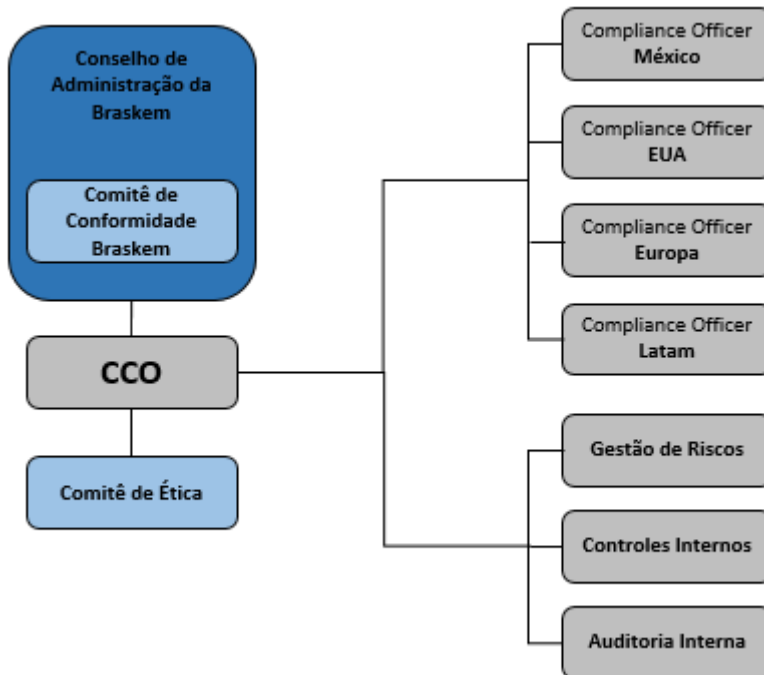 Conselho de
Administração da
Braskem
Comitê de
Conformidade
Braskem
CCO
Comitê de Ética
Compliance Officer
México
Compliance Officer
EUA
Compliance Officer
Europa
Compliance Officer
Latam
Gestão de Riscos
Controles Internos
Auditoria Interna